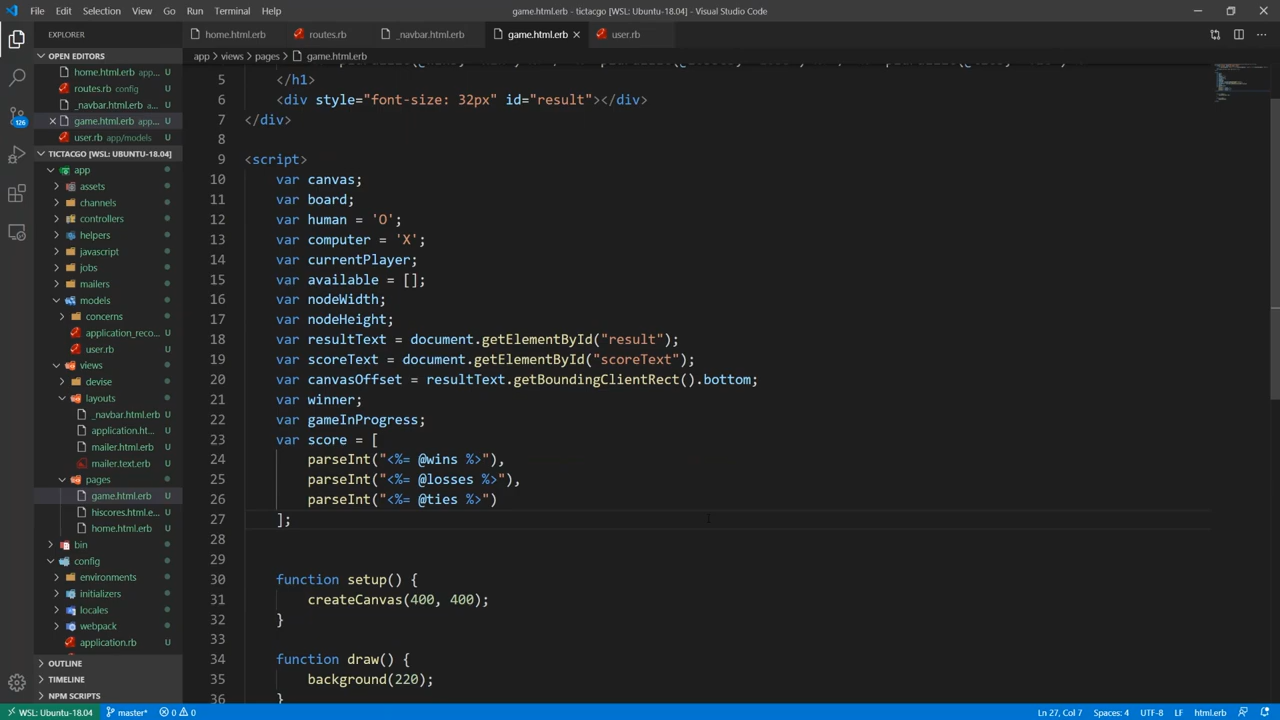 File Edit Selection View Go Run Terminal Help
game.html.erb - tictacgo [WSL: Ubuntu-18.04] - Visual Studio Code
EXPLORER
OPEN EDITORS
home.html.erb app... U
routes.rb config U
_navbar.html.erb a... U
game.html.erb app... U
user.rb app/models U
TICTACGO [WSL: UBUNTU-18.04]
app
assets
channels
controllers
helpers
javascript
jobs
mailers
models
concerns
application_reco... U
user.rb U
views
devise
layouts
_navbar.html.erb U
application.ht... U
mailer.html.erb U
mailer.text.erb U
pages
game.html.erb U
hiscores.html.e... U
home.html.erb U
bin
config
environments
initializers
locales
webpack
application.rb U
OUTLINE
TIMELINE
NPM SCRIPTS
126
home.html.erb routes.rb _navbar.html.erb game.html.erb user.rb
app > views > pages > game.html.erb
5 </h1>
6 <div style="font-size: 32px" id="result"></div>
7 </div>
8
9 <script>
10 var canvas;
11 var board;
12 var human = 'O';
13 var computer = 'X';
14 var currentPlayer;
15 var available = [];
16 var nodeWidth;
17 var nodeHeight;
18 var resultText = document.getElementById("result");
19 var scoreText = document.getElementById("scoreText");
20 var canvasOffset = resultText.getBoundingClientRect().bottom;
21 var winner;
22 var gameInProgress;
23 var score = [
24 parseInt("<%= @wins %>"),
25 parseInt("<%= @losses %>"),
26 parseInt("<%= @ties %>")
27 ];
28
29
30 function setup() {
31 createCanvas(400, 400);
32 }
33
34 function draw() {
35 background(220);
36 }
WSL: Ubuntu-18.04 master* 0 0 Ln 27, Col 7 Spaces: 4 UTF-8 LF html.erb